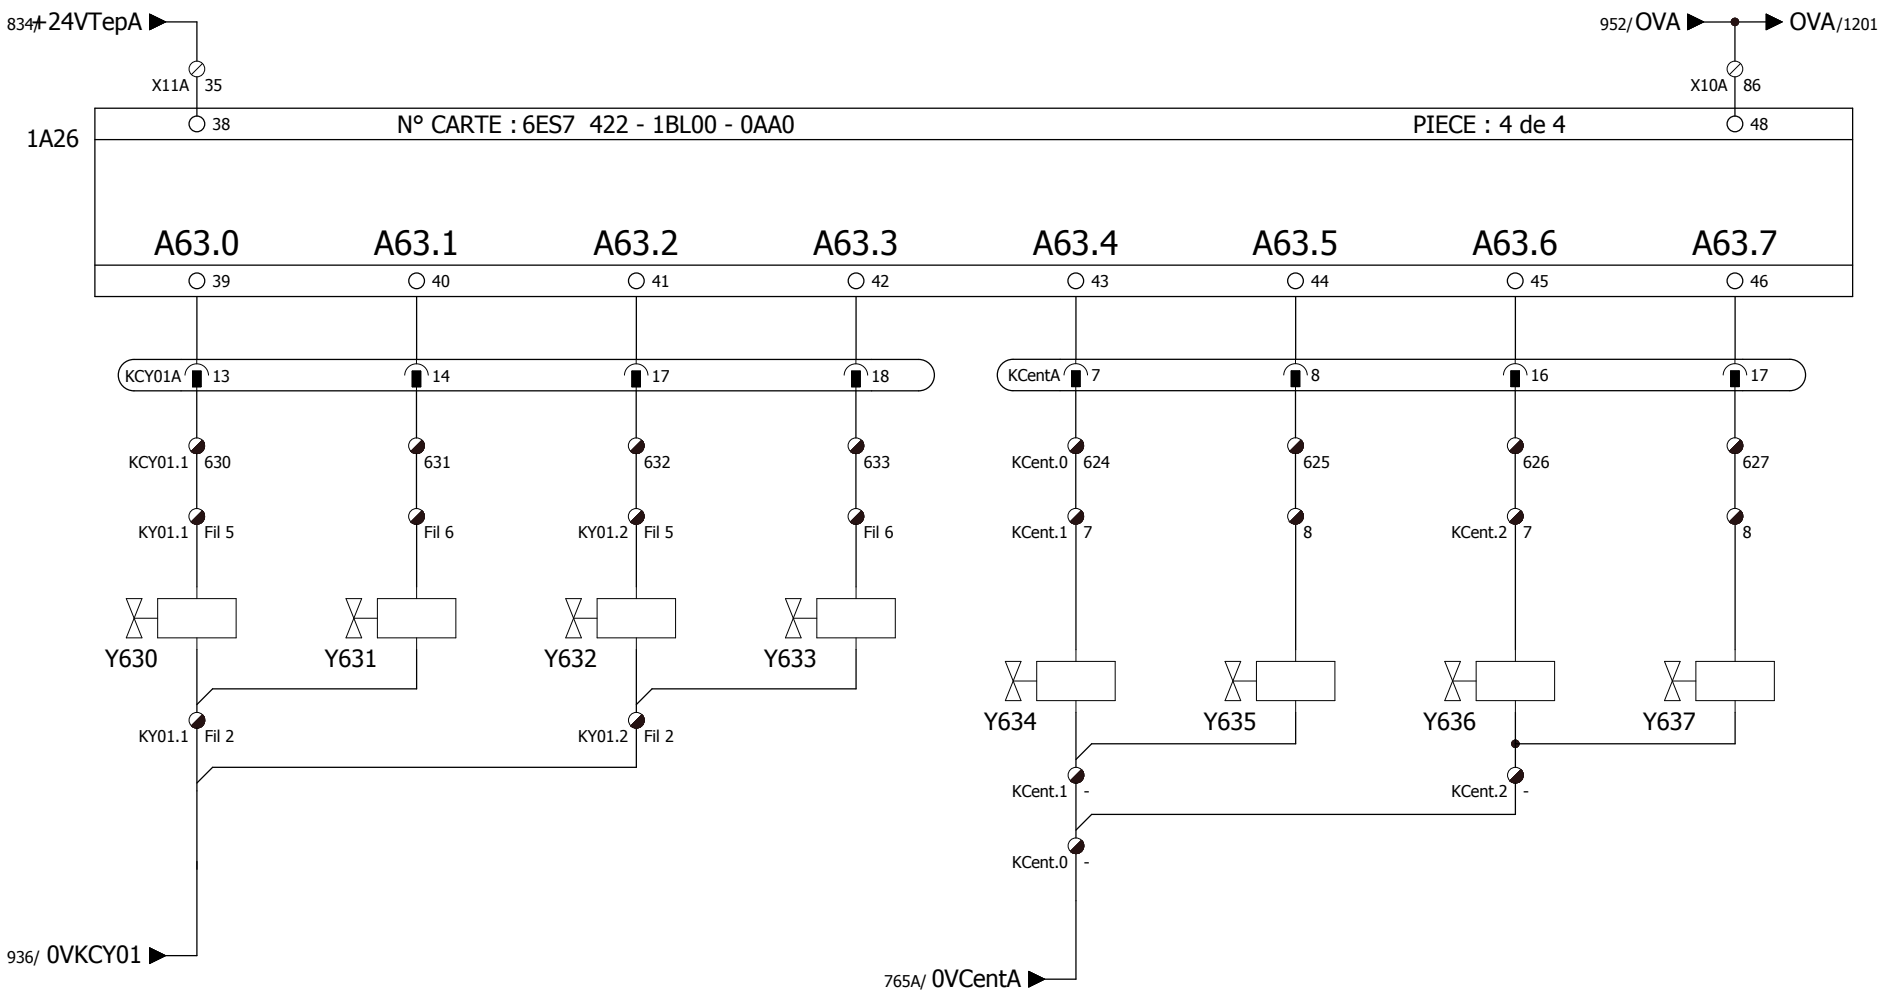 834/+24VTepA 952/ OVA OVA/1201
X11A 35 X10A 86
1A26 38 N° CARTE : 6ES7 422 - 1BL00 - 0AA0 PIECE : 4 de 4 48
A63.0 A63.1 A63.2 A63.3 A63.4 A63.5 A63.6 A63.7
39 40 41 42 43 44 45 46
KCY01A 13 14 17 18 KCentA 7 8 16 17
KCY01.1 630 631 632 633 KCent.0 624 625 626 627
KY01.1 Fil 5 Fil 6 KY01.2 Fil 5 Fil 6 KCent.1 7 8 KCent.2 7 8
Y630 Y631 Y632 Y633
Y634 Y635 Y636 Y637
KY01.1 Fil 2 KY01.2 Fil 2
KCent.1 - KCent.2 -
KCent.0 -
936/ 0VKCY01
765A/ 0VCentA